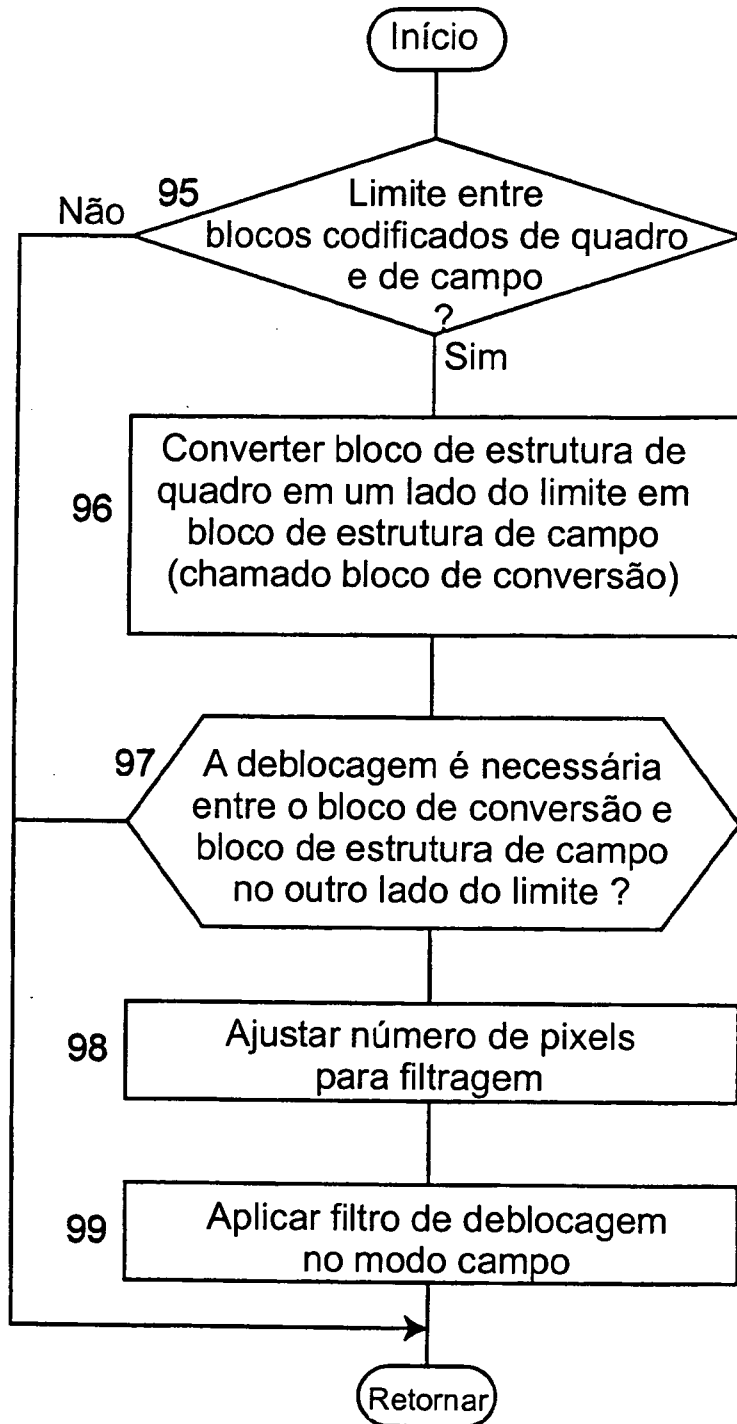 Início
95
Não
Limite entre
blocos codificados de quadro
e de campo
?
Sim
96
Converter bloco de estrutura de
quadro em um lado do limite em
bloco de estrutura de campo
(chamado bloco de conversão)
97
A deblocagem é necessária
entre o bloco de conversão e
bloco de estrutura de campo
no outro lado do limite ?
98
Ajustar número de pixels
para filtragem
99
Aplicar filtro de deblocagem
no modo campo
Retornar